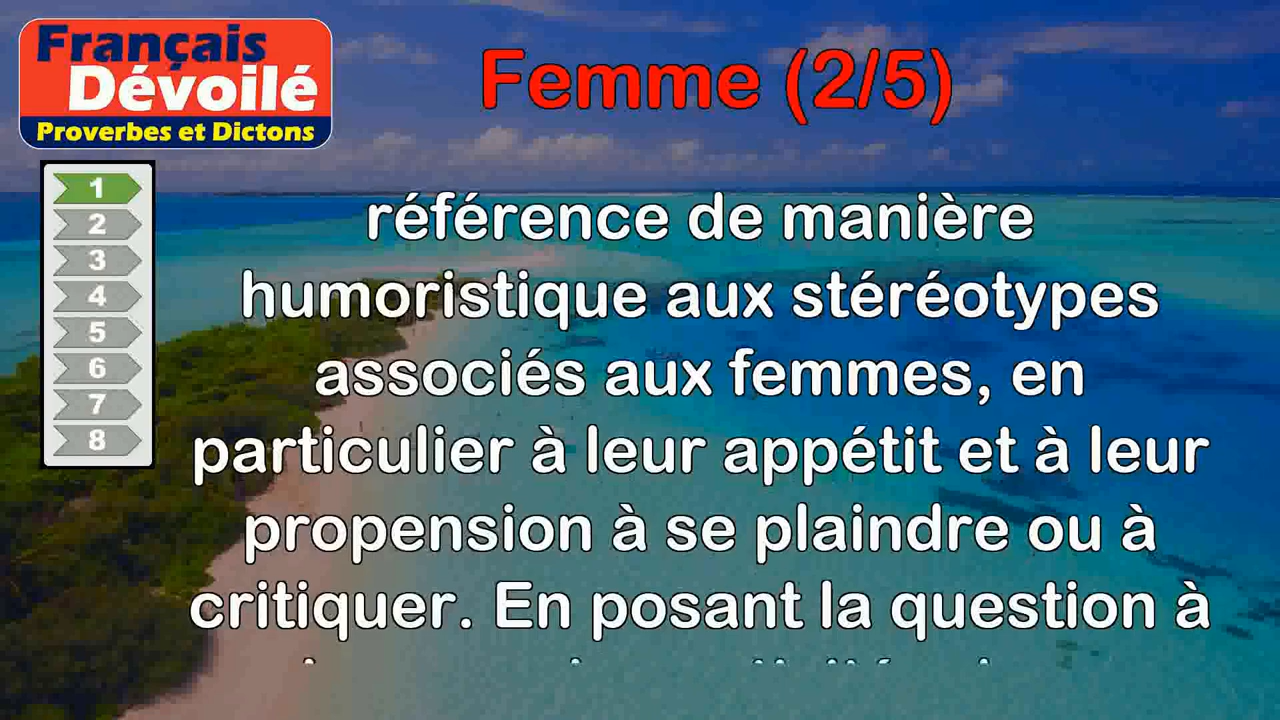 Français
Dévoilé
Proverbes et Dictons
Femme (2/5)
1
2
3
4
5
6
7
8
référence de manière
humoristique aux stéréotypes
associés aux femmes, en
particulier à leur appétit et à leur
propension à se plaindre ou à
critiquer. En posant la question à